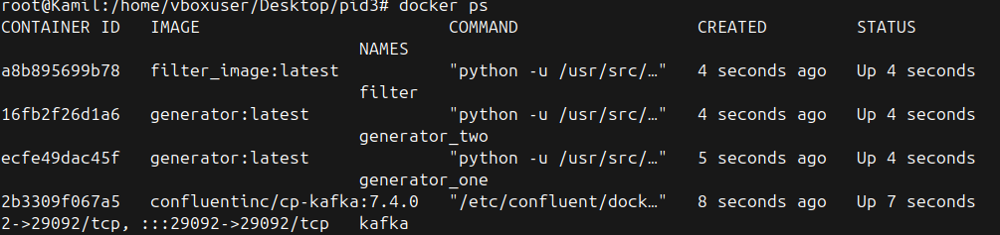 root@Kamil:/home/vboxuser/Desktop/pid3# docker ps
CONTAINER ID   IMAGE                         COMMAND                  CREATED         STATUS
NAMES
a8b895699b78   filter_image:latest           "python -u /usr/src/…"   4 seconds ago   Up 4 seconds
filter
16fb2f26d1a6   generator:latest              "python -u /usr/src/…"   4 seconds ago   Up 4 seconds
generator_two
ecfe49dac45f   generator:latest              "python -u /usr/src/…"   5 seconds ago   Up 4 seconds
generator_one
2b3309f067a5   confluentinc/cp-kafka:7.4.0   "/etc/confluent/dock…"   8 seconds ago   Up 7 seconds
2->29092/tcp, :::29092->29092/tcp   kafka